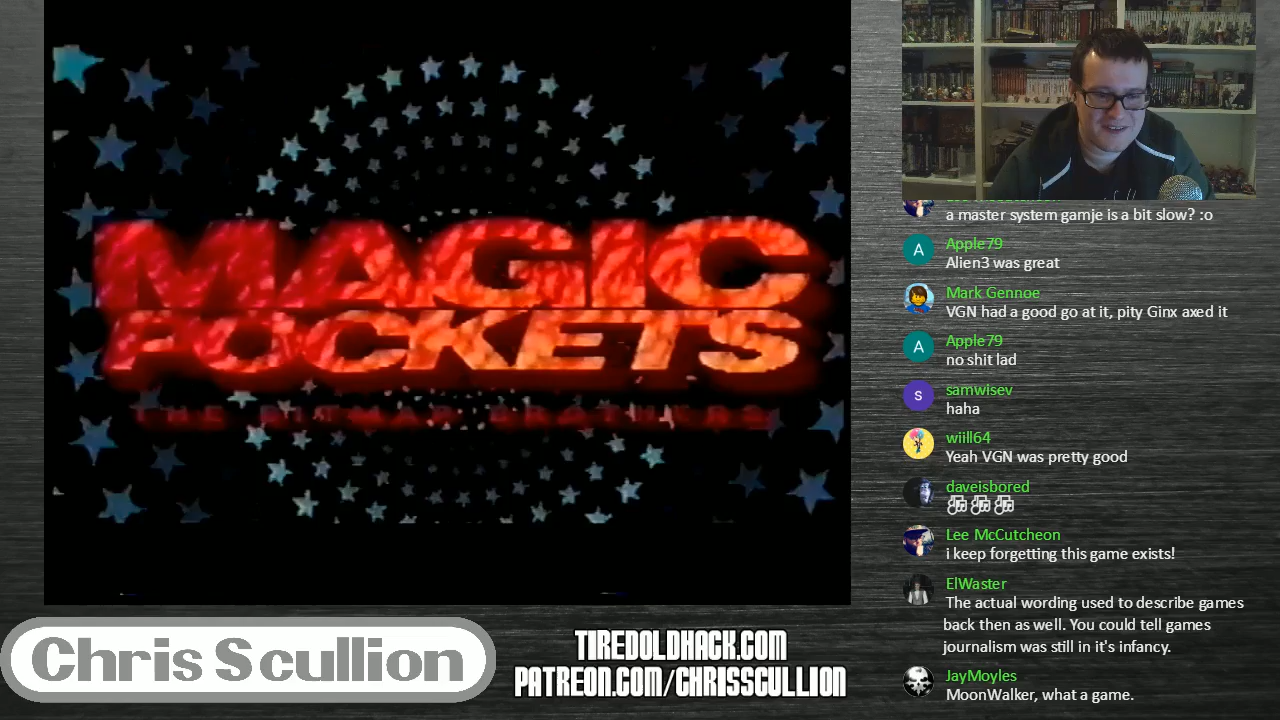 MAGIC
POCKETS
THE BITMAP BROTHERS
a master system gamje is a bit slow? :o
A
Apple79
Alien3 was great
Mark Gennoe
VGN had a good go at it, pity Ginx axed it
A
Apple79
no shit lad
S
samwisev
haha
wiill64
Yeah VGN was pretty good
daveisbored
Lee McCutcheon
i keep forgetting this game exists!
ElWaster
The actual wording used to describe games
back then as well. You could tell games
journalism was still in it's infancy.
JayMoyles
MoonWalker, what a game.
Chris Scullion
TIREDOLDHACK.COM
PATREON.COM/CHRISSCULLION